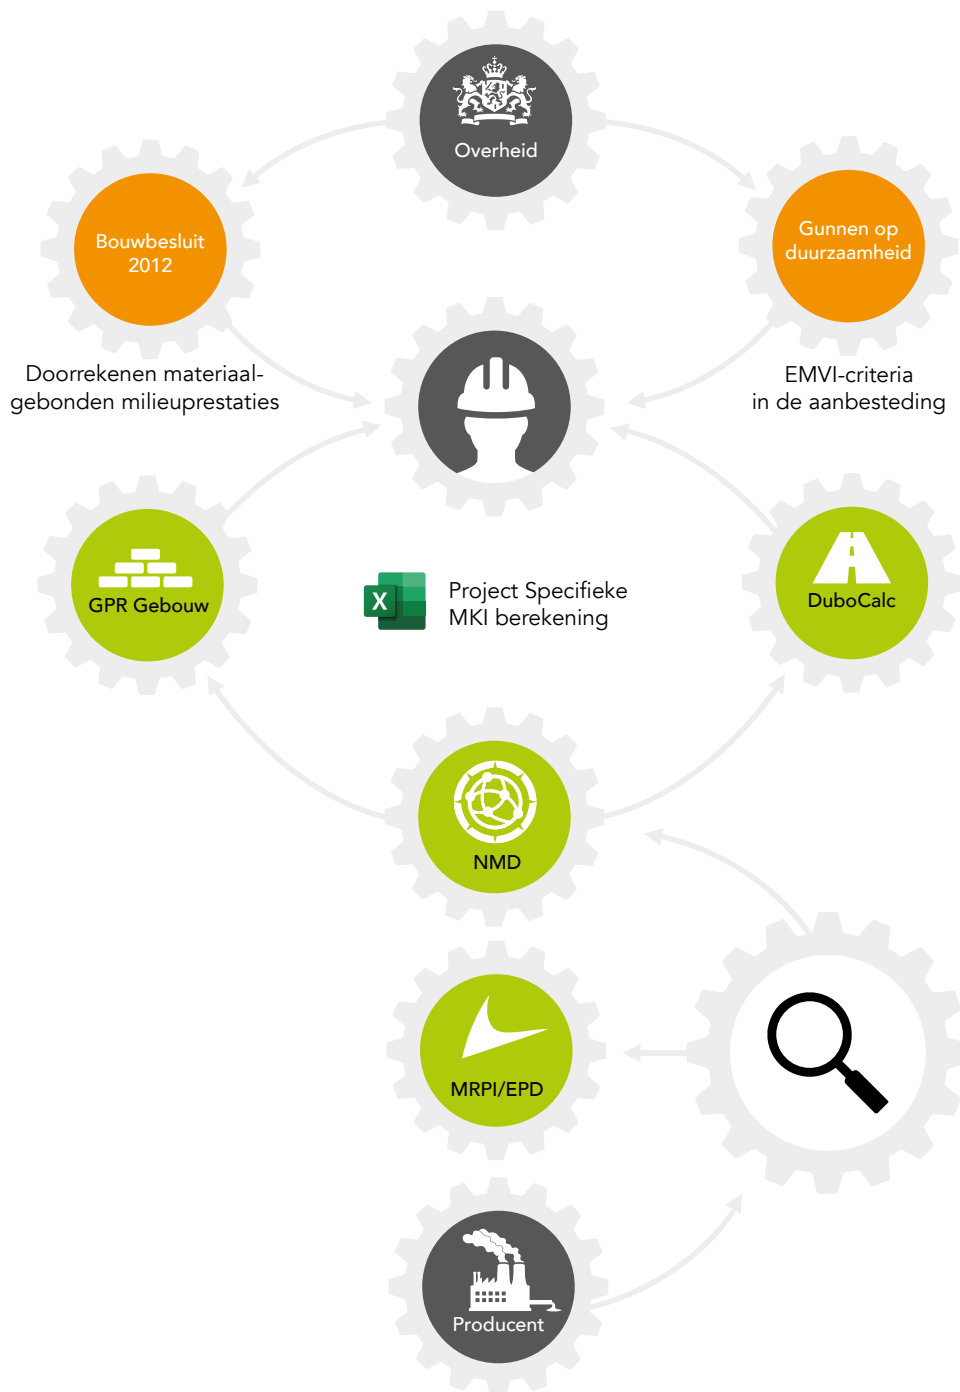 Overheid
Bouwbesluit
2012
Gunnen op
duurzaamheid
Doorrekenen materiaal-
gebonden milieuprestaties
EMVI-criteria
in de aanbesteding
GPR Gebouw
X
Project Specifieke
MKI berekening
DuboCalc
NMD
MRPI/EPD
Producent